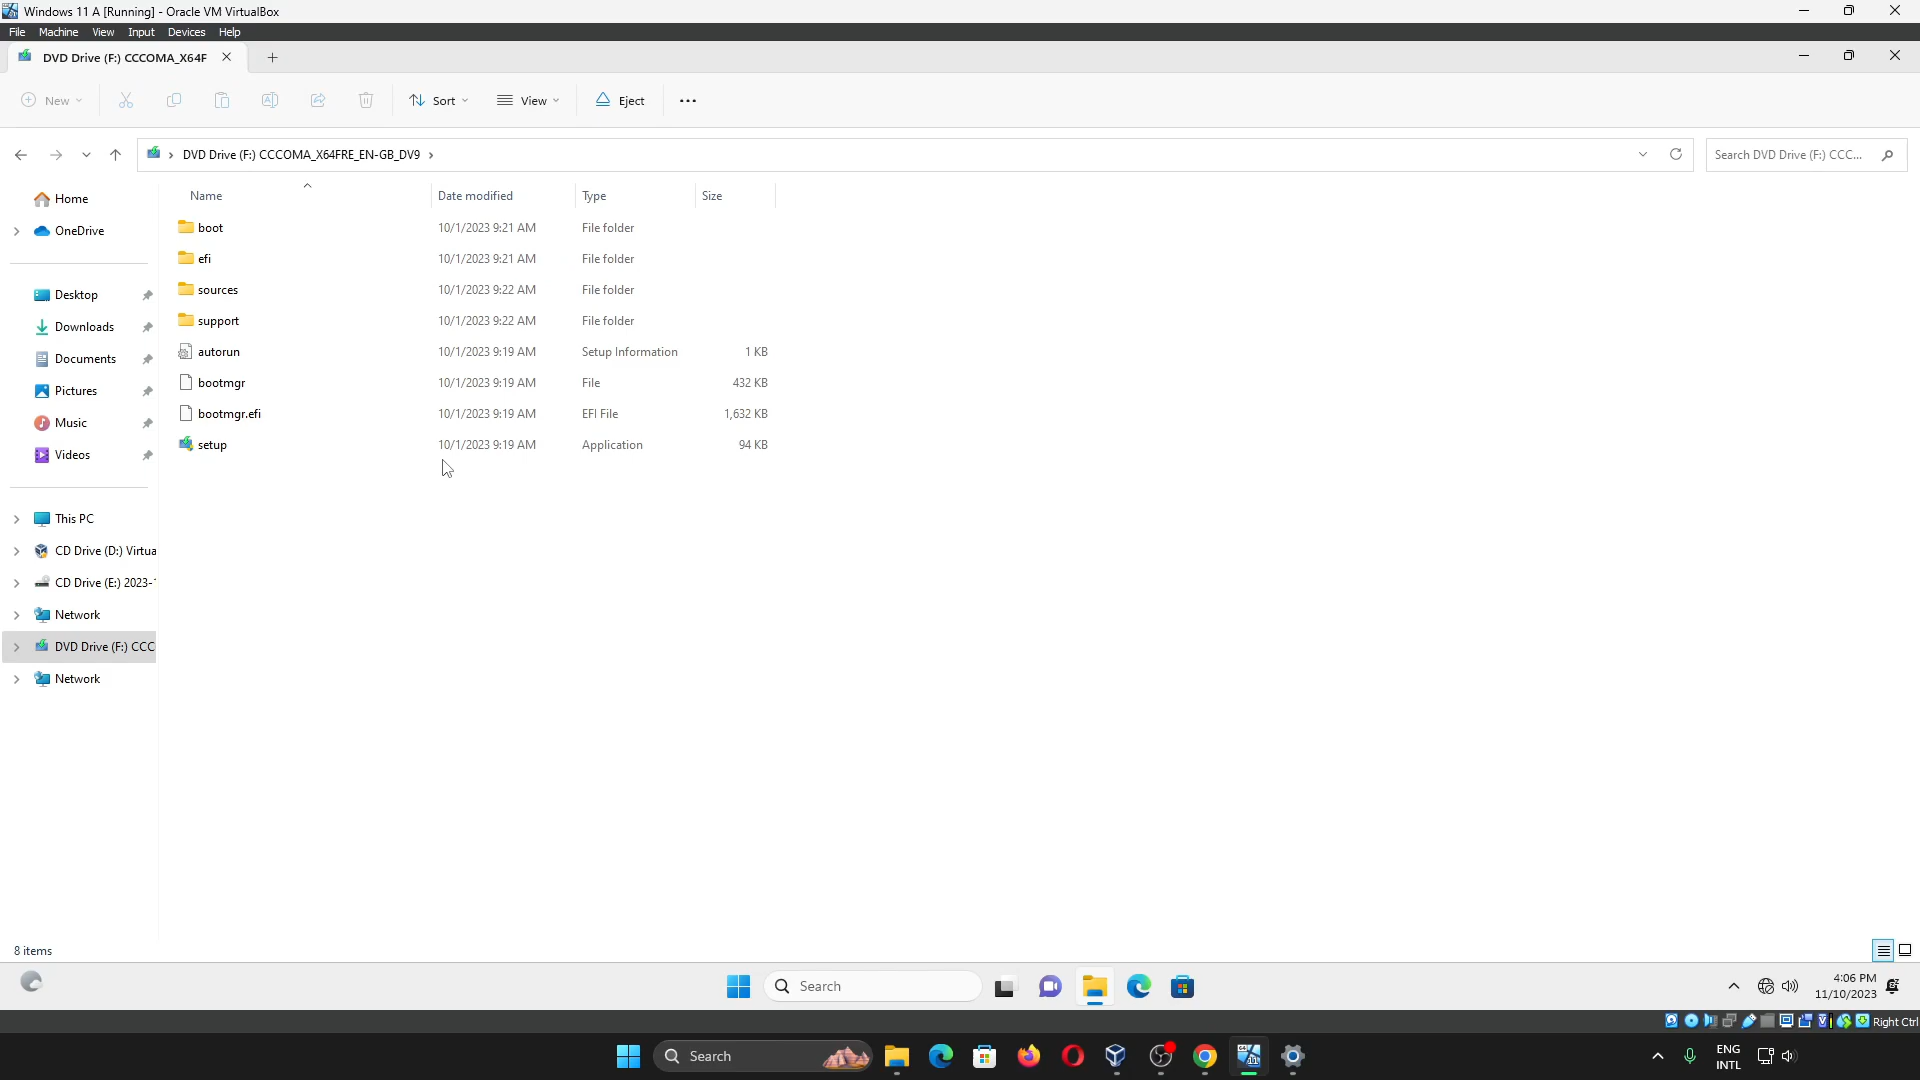 Windows 11 A [Running] - Oracle VM VirtualBox
File Machine View Input Devices Help
DVD Drive (F:) CCCOMA_X64F
New Sort View Eject
DVD Drive (F:) CCCOMA_X64FRE_EN-GB_DV9
Search DVD Drive (F:) CCC...
Home
OneDrive
Desktop
Downloads
Documents
Pictures
Music
Videos
This PC
CD Drive (D:) Virtua
CD Drive (E:) 2023-
Network
DVD Drive (F:) CCC
Network
Name Date modified Type Size
boot 10/1/2023 9:21 AM File folder
efi 10/1/2023 9:21 AM File folder
sources 10/1/2023 9:22 AM File folder
support 10/1/2023 9:22 AM File folder
autorun 10/1/2023 9:19 AM Setup Information 1 KB
bootmgr 10/1/2023 9:19 AM File 432 KB
bootmgr.efi 10/1/2023 9:19 AM EFI File 1,632 KB
setup 10/1/2023 9:19 AM Application 94 KB
8 items
Search
4:06 PM
11/10/2023
Right Ctrl
Search
ENG
INTL